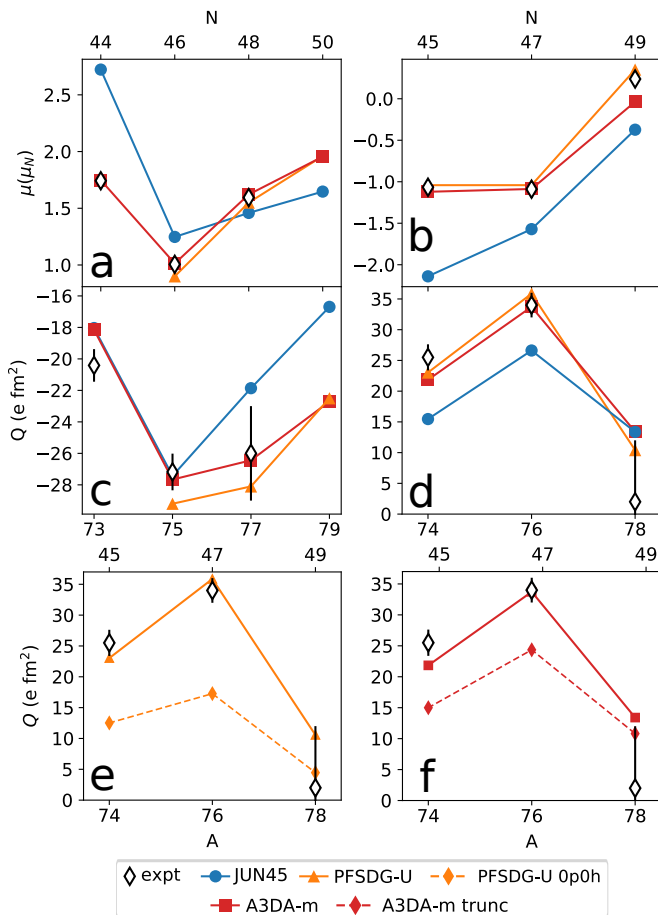 N
N
44 46 48 50
45 47 49
2.5
2.0
1.5
1.0
μ(μN)
a
0.0
−0.5
−1.0
−1.5
−2.0
b
−16
−18
−20
−22
−24
−26
−28
Q (e fm²)
c
73 75 77 79
35
30
25
20
15
10
5
0
d
74 76 78
45 47 49
45 47 49
35
30
25
20
15
10
5
0
Q (e fm²)
e
74 76 78
A
35
30
25
20
15
10
5
0
f
74 76 78
A
expt JUN45 PFSDG-U PFSDG-U 0p0h
A3DA-m A3DA-m trunc